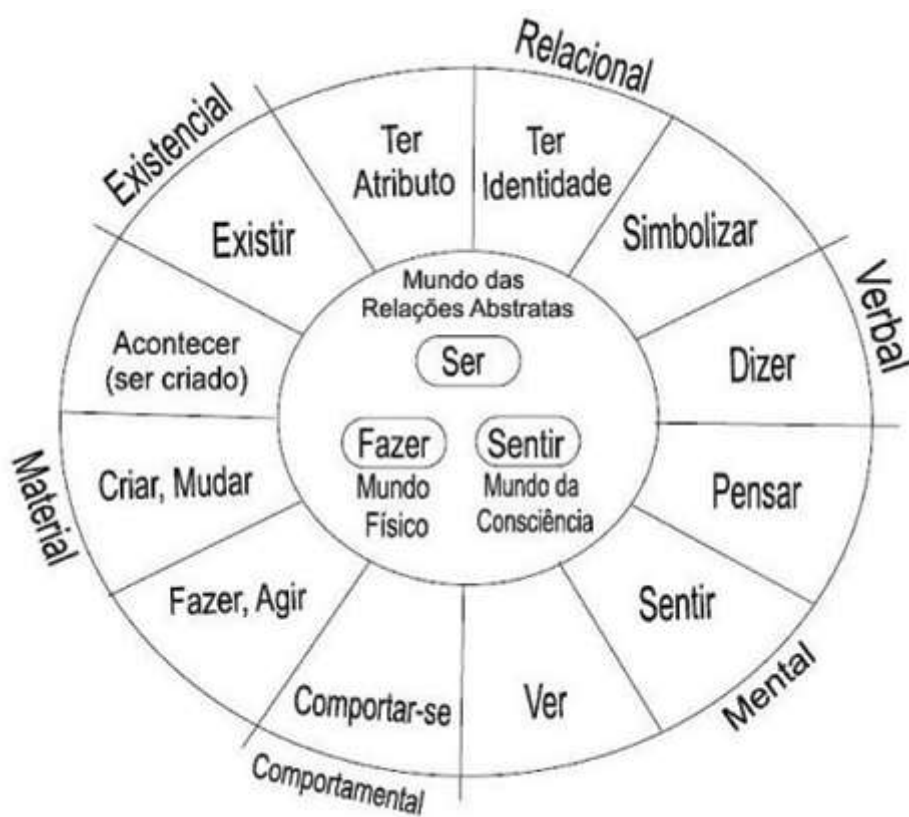 Relacional
Existencial
Ter
Atributo
Ter
Identidade
Existir
Simbolizar
Verbal
Mundo das
Relações Abstratas
Ser
Acontecer
(ser criado)
Dizer
Fazer
Sentir
Mundo
Físico
Mundo da
Consciência
Material
Criar, Mudar
Pensar
Fazer, Agir
Sentir
Mental
Comportar-se
Ver
Comportamental